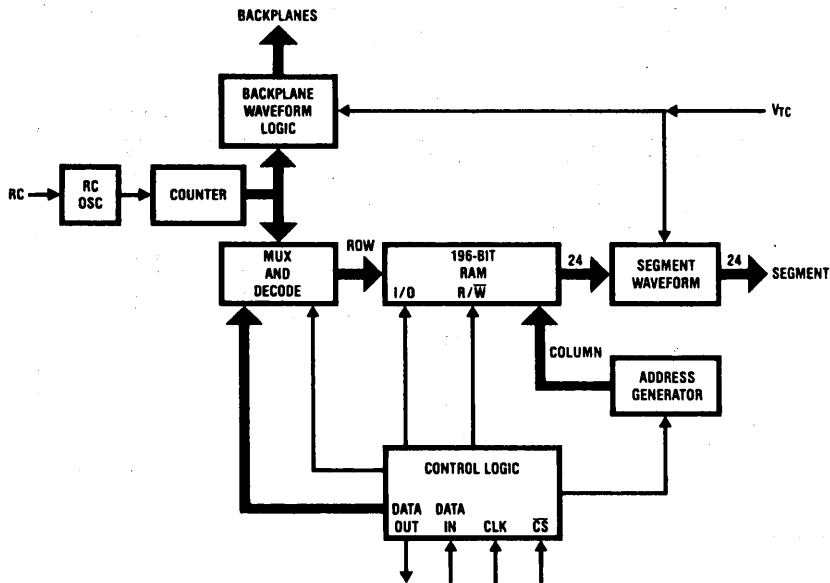 BACKPLANES
BACKPLANE
WAVEFORM
LOGIC
VTC
RC
RC
OSC
COUNTER
MUX
AND
DECODE
ROW
196-BIT
RAM
I/O
R/W̅
24
SEGMENT
WAVEFORM
24
SEGMENT
COLUMN
ADDRESS
GENERATOR
CONTROL LOGIC
DATA
OUT
DATA
IN
CLK
C̅S̅